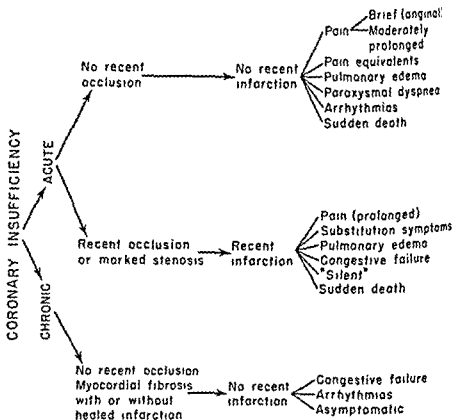 CORONARY INSUFFICIENCY
ACUTE
CHRONIC
No recent
occlusion
No recent
infarction
Pain
Brief (anginal)
Moderately
prolonged
Pain equivalents
Pulmonary edema
Paroxysmal dyspnea
Arrhythmias
Sudden death
Recent occlusion
or marked stenosis
Recent
infarction
Pain (prolonged)
Substitution symptoms
Pulmonary edema
Congestive failure
"Silent"
Sudden death
No recent occlusion
Myocardial fibrosis
with or without
healed infarction
No recent
infarction
Congestive failure
Arrhythmias
Asymptomatic